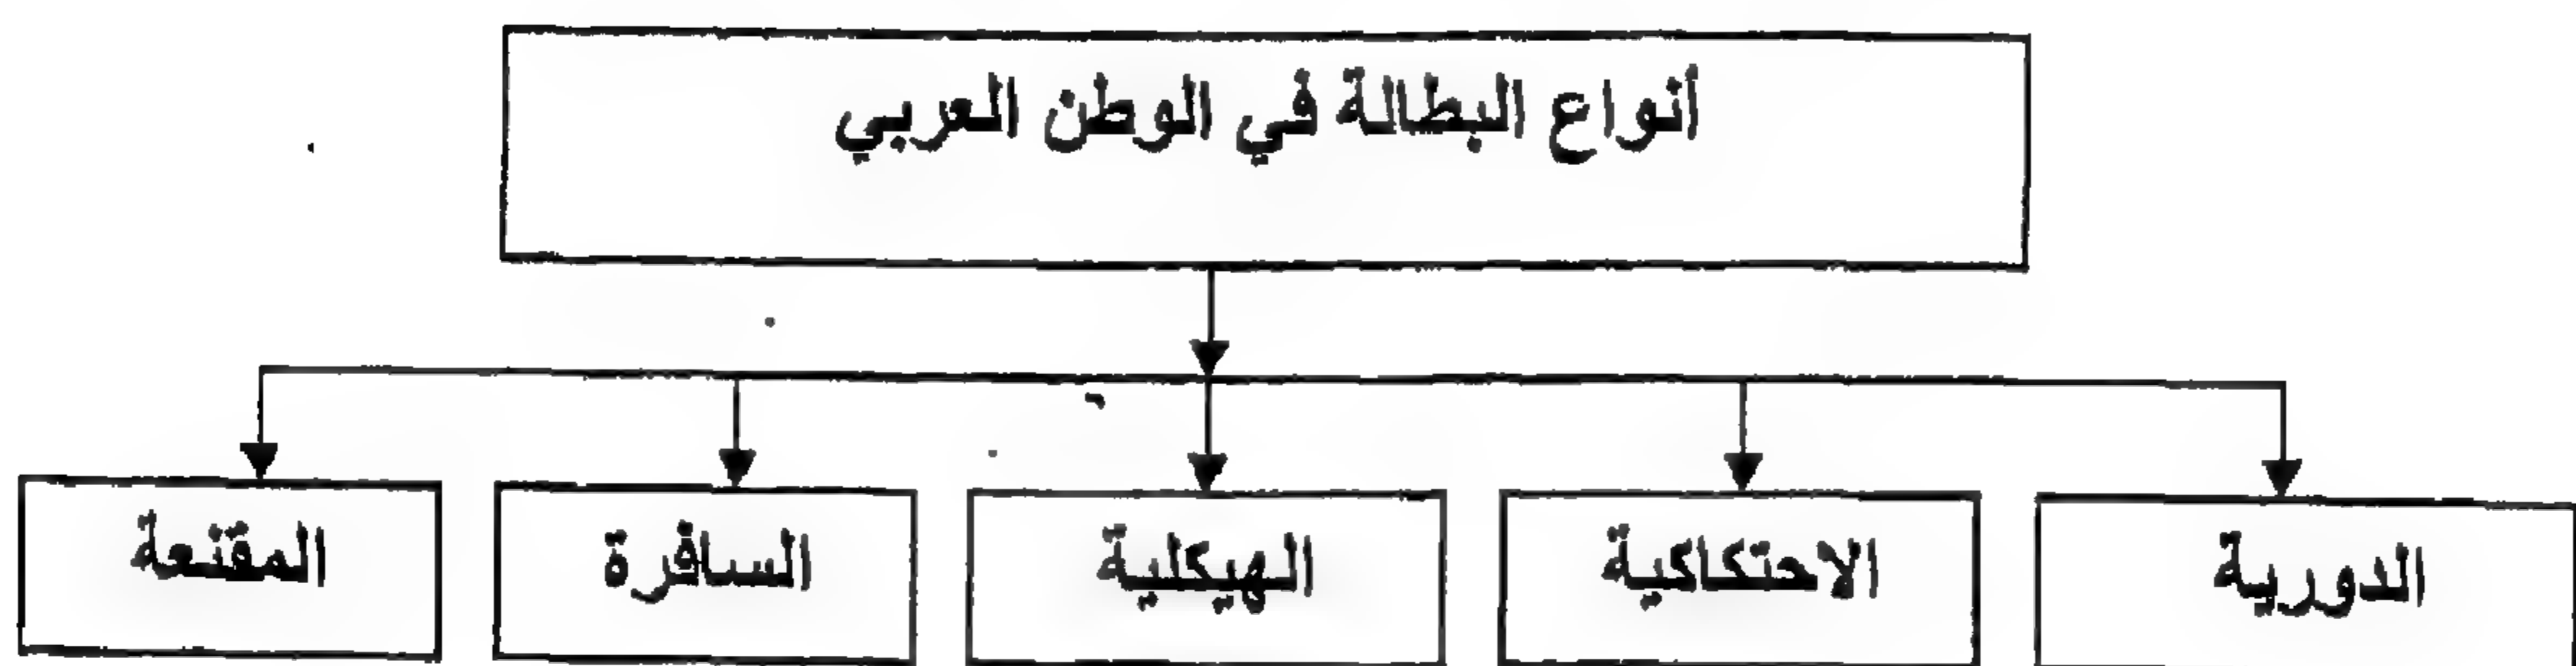 أنواع البطالة في الوطن العربي
الدورية
الاحتكاكية
الهيكلية
السافرة
المقنعة